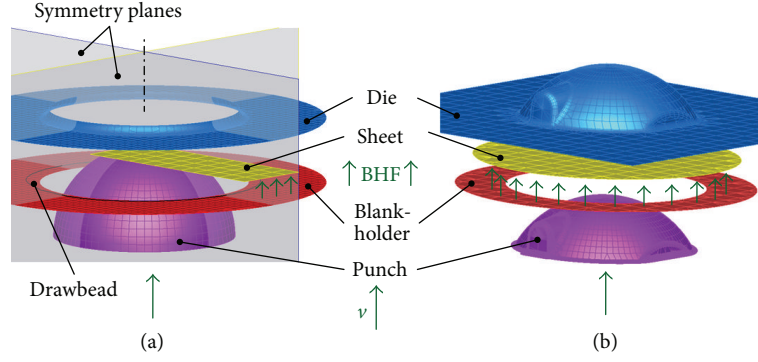 Symmetry planes
Die
Sheet
BHF
Blank-
holder
Punch
Drawbead
v
(a)
(b)